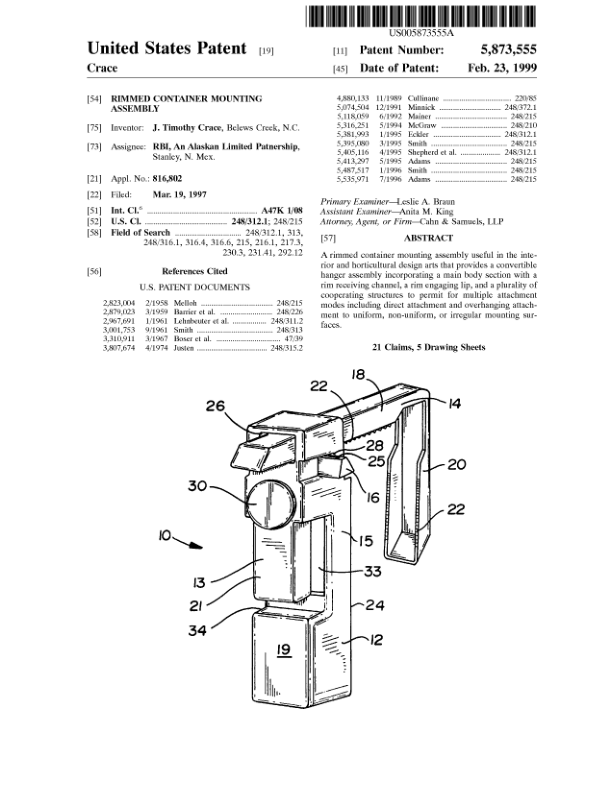 US005873555A
United States Patent [19]
Crace
[11] Patent Number: 5,873,555
[45] Date of Patent: Feb. 23, 1999
[54] RIMMED CONTAINER MOUNTING
ASSEMBLY
[75] Inventor: J. Timothy Crace, Belews Creek, N.C.
[73] Assignee: RBI, An Alaskan Limited Patnership,
Stanley, N. Mex.
[21] Appl. No.: 816,802
[22] Filed: Mar. 19, 1997
[51] Int. Cl.6 ............ A47K 1/08
[52] U.S. Cl. ............ 248/312.1; 248/215
[58] Field of Search ............ 248/312.1, 313,
248/316.1, 316.4, 316.6, 215, 216.1, 217.3,
230.3, 231.41, 292.12
[56] References Cited
U.S. PATENT DOCUMENTS
2,823,004 2/1958 Melloh ............ 248/215
2,879,023 3/1959 Barrier et al. ............ 248/226
2,967,691 1/1961 Lehnbeuter et al. ............ 248/311.2
3,001,753 9/1961 Smith ............ 248/313
3,310,911 3/1967 Boser et al. ............ 47/39
3,807,674 4/1974 Justen ............ 248/315.2
4,880,133 11/1989 Cullinane ............ 220/85
5,074,504 12/1991 Minnick ............ 248/372.1
5,118,059 6/1992 Mainer ............ 248/215
5,316,251 5/1994 McGraw ............ 248/210
5,381,993 1/1995 Eckler ............ 248/312.1
5,395,080 3/1995 Smith ............ 248/215
5,405,116 4/1995 Shepherd et al. ............ 248/312.1
5,413,297 5/1995 Adams ............ 248/215
5,487,517 1/1996 Smith ............ 248/215
5,535,971 7/1996 Adams ............ 248/215
Primary Examiner—Leslie A. Braun
Assistant Examiner—Anita M. King
Attorney, Agent, or Firm—Cahn & Samuels, LLP
[57] ABSTRACT
A rimmed container mounting assembly useful in the inte-
rior and horticultural design arts that provides a convertible
hanger assembly incorporating a main body section with a
rim receiving channel, a rim engaging lip, and a plurality of
cooperating structures to permit for multiple attachment
modes including direct attachment and overhanging attach-
ment to uniform, non-uniform, or irregular mounting sur-
faces.
21 Claims, 5 Drawing Sheets
18
22
14
26
28
25
20
16
30
22
15
10
33
13
21
24
34
12
19